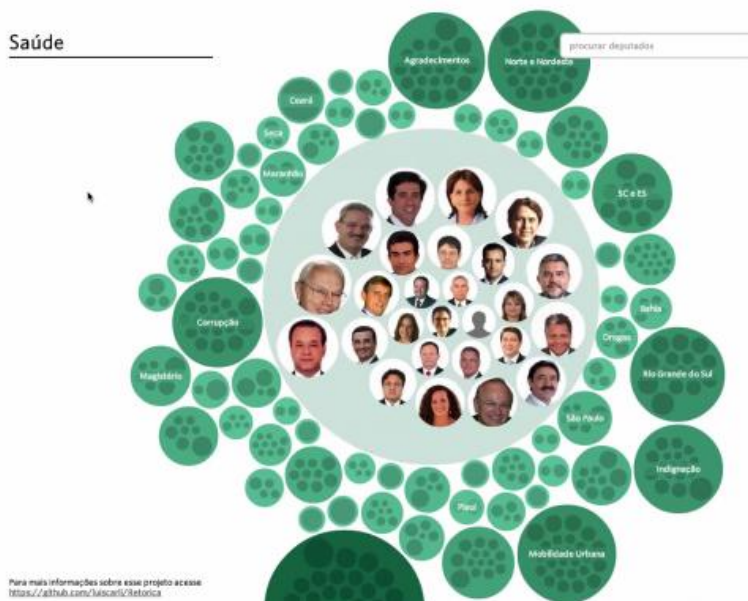 Saúde
procurar deputados
Agradecimentos
Norte e Nordeste
Ceará
Seca
Maranhão
SC e ES
Corrupção
Bahia
Drogas
Magistério
Rio Grande do Sul
São Paulo
Indignação
Piauí
Mobilidade Urbana
Para mais informações sobre esse projeto acesse
https://github.com/luiscarli/Retorica